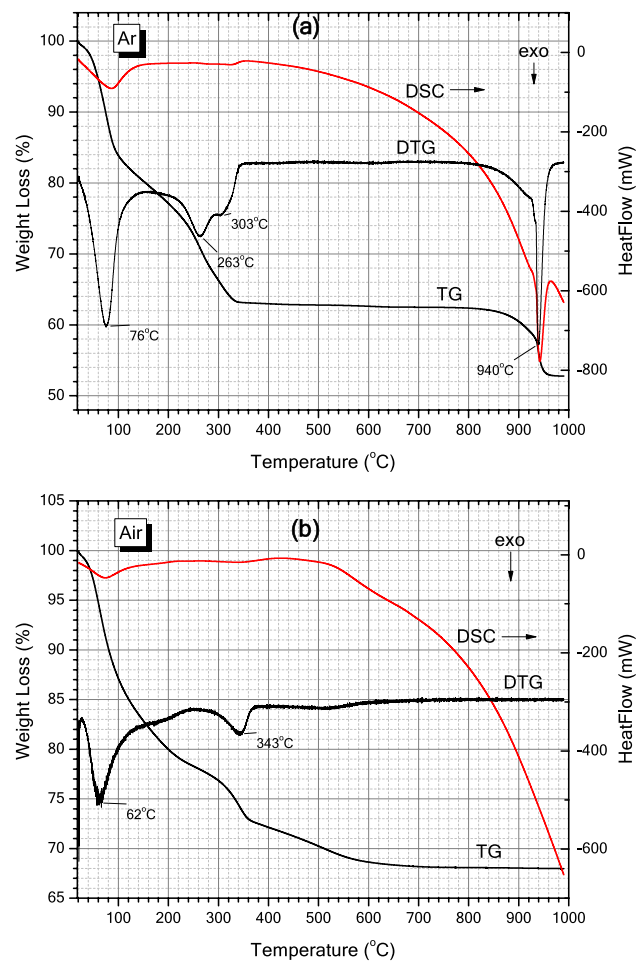 (a)
Ar
exo
DSC
DTG
TG
76°C
263°C
303°C
940°C
100
90
80
70
60
50
Weight Loss (%)
0
-200
-400
-600
-800
HeatFlow (mW)
100 200 300 400 500 600 700 800 900 1000
Temperature (°C)
(b)
Air
exo
DSC
DTG
TG
62°C
343°C
105
100
95
90
85
80
75
70
65
Weight Loss (%)
0
-200
-400
-600
HeatFlow (mW)
100 200 300 400 500 600 700 800 900 1000
Temperature (°C)